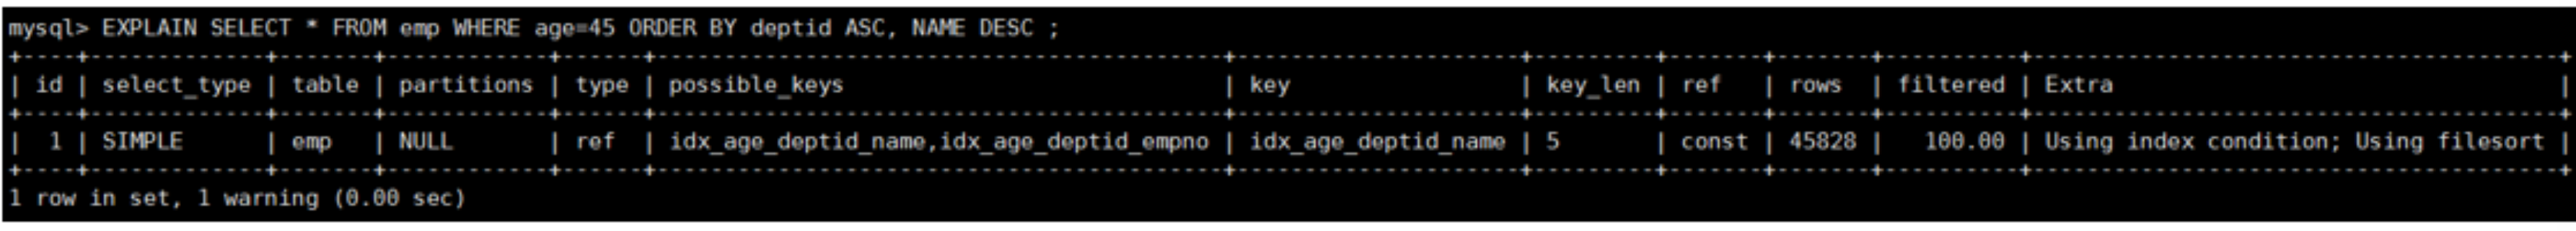 mysql> EXPLAIN SELECT * FROM emp WHERE age=45 ORDER BY deptid ASC, NAME DESC ;
+----+-------------+-------+------------+------+-----------------------------------------+---------------------+---------+-------+-------+----------+---------------------------------------+
| id | select_type | table | partitions | type | possible_keys | key | key_len | ref | rows | filtered | Extra |
+----+-------------+-------+------------+------+-----------------------------------------+---------------------+---------+-------+-------+----------+---------------------------------------+
| 1 | SIMPLE | emp | NULL | ref | idx_age_deptid_name,idx_age_deptid_empno | idx_age_deptid_name | 5 | const | 45828 | 100.00 | Using index condition; Using filesort |
+----+-------------+-------+------------+------+-----------------------------------------+---------------------+---------+-------+-------+----------+---------------------------------------+
1 row in set, 1 warning (0.00 sec)